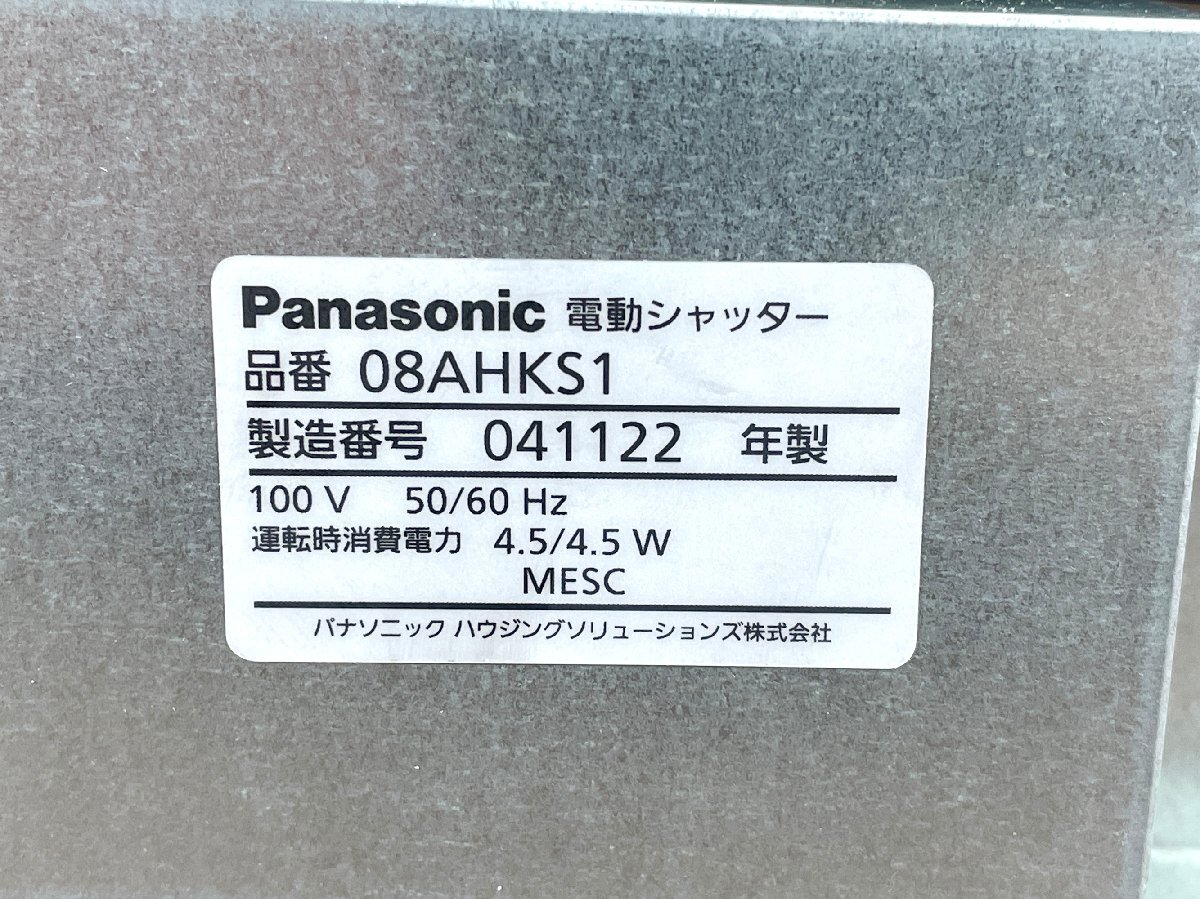 Panasonic 電動シャッター
品番 08AHKS1
製造番号 041122 年製
100 V 50/60 Hz
運転時消費電力 4.5/4.5 W
MESC
パナソニック ハウジングソリューションズ株式会社